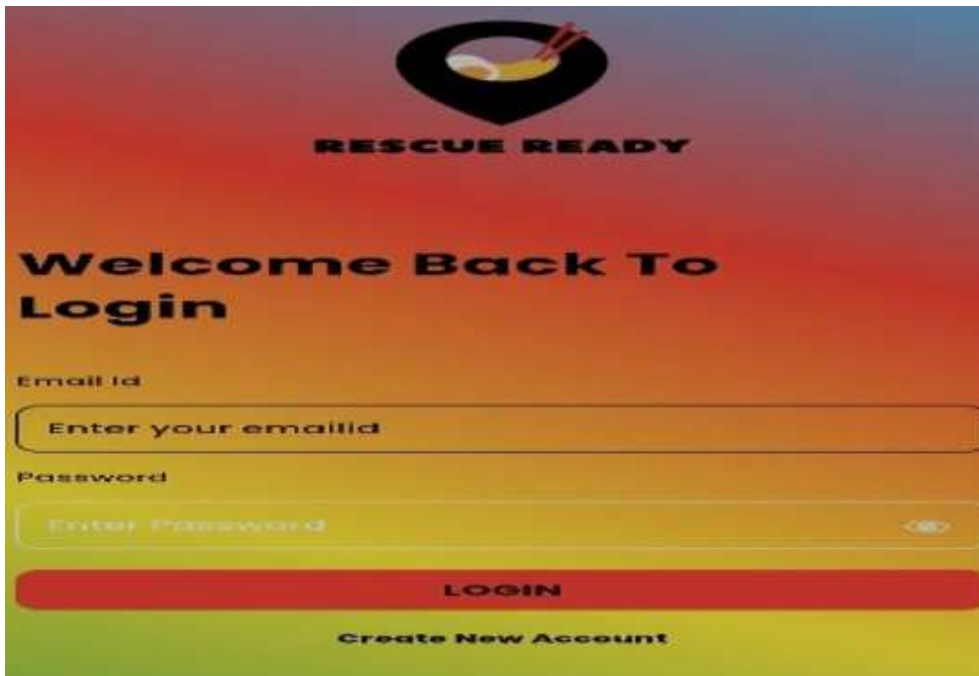 RESCUE READY
Welcome Back To
Login
Email Id
Enter your emailid
Password
Enter Password
LOGIN
Create New Account